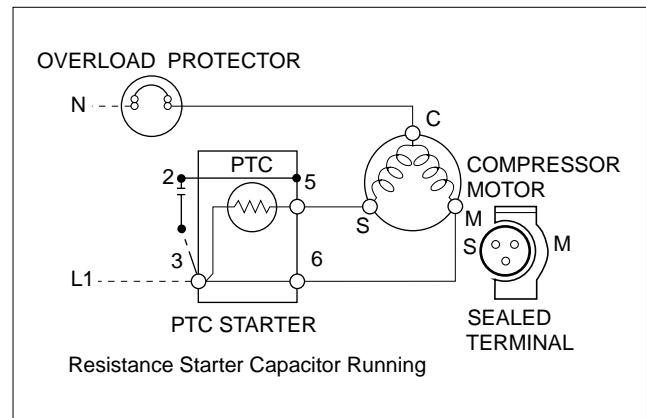 OVERLOAD PROTECTOR
N
C
PTC
2
5
COMPRESSOR
MOTOR
S
M
S
M
3
6
L1
PTC STARTER
SEALED
TERMINAL
Resistance Starter Capacitor Running